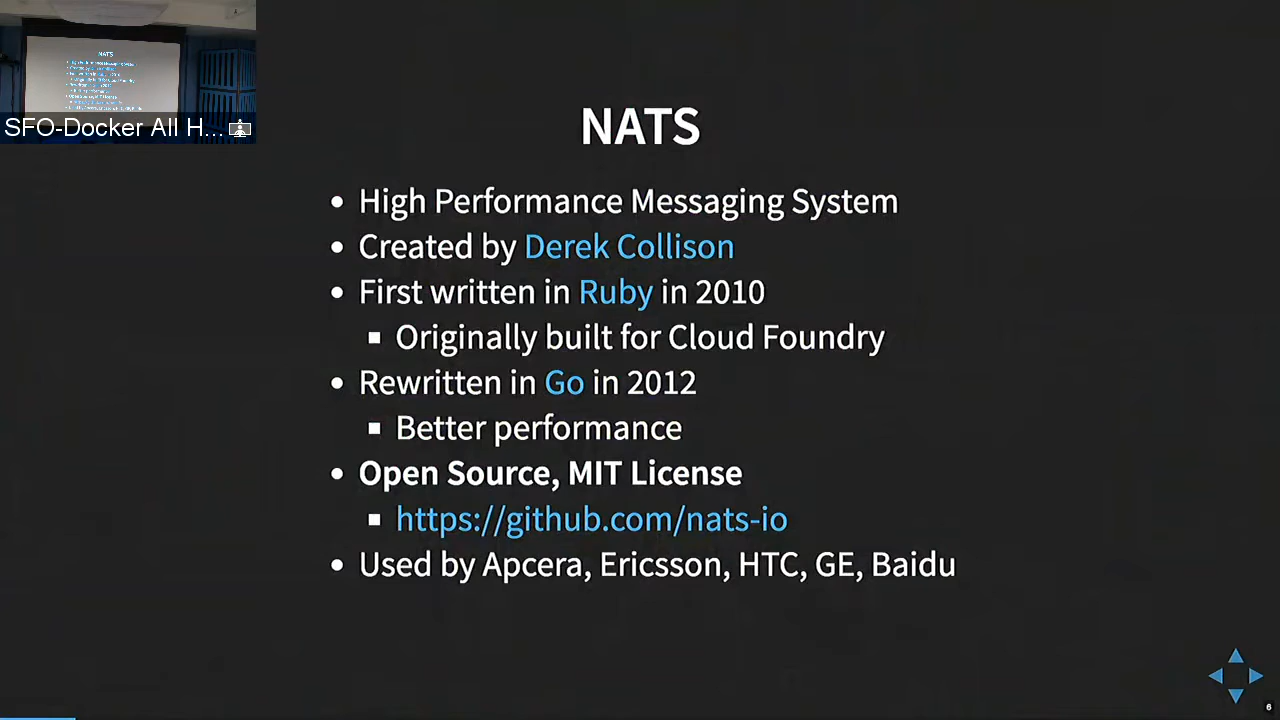 SFO-Docker All H...
NATS
High Performance Messaging System
Created by Derek Collison
First written in Ruby in 2010
Originally built for Cloud Foundry
Rewritten in Go in 2012
Better performance
Open Source, MIT License
https://github.com/nats-io
Used by Apcera, Ericsson, HTC, GE, Baidu
6